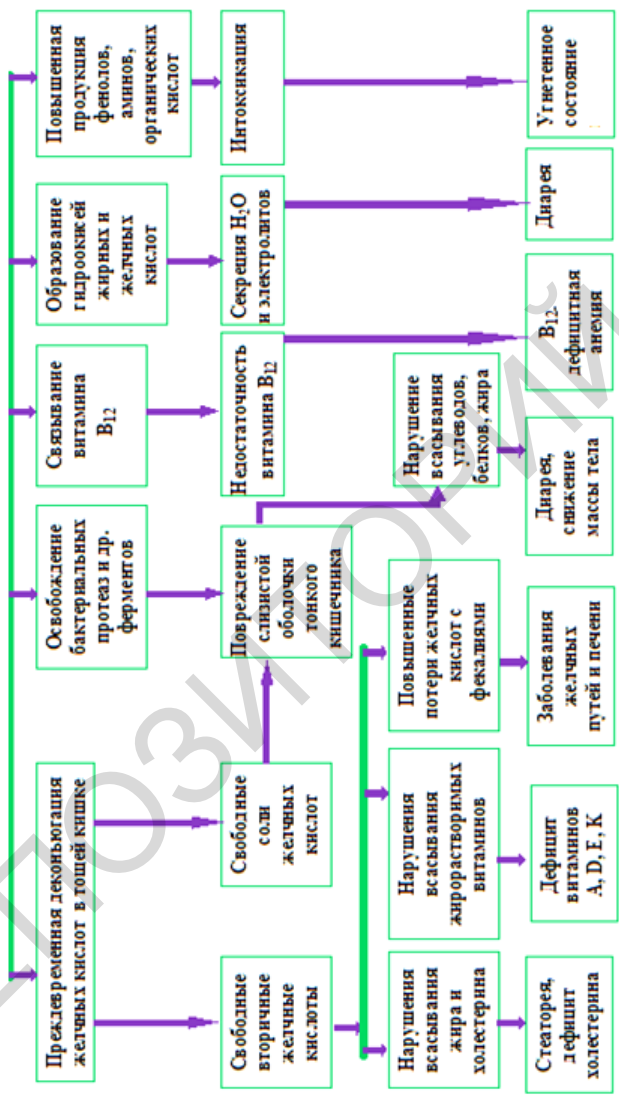 Преждевременная деконъюгация
желчных кислот в тощей кишке
Освобождение
бактериальных
протеаз и др.
ферментов
Связывание
витамина
B12
Образование
гидроокисей
жирных и
желчных
кислот
Повышенная
продукция
фенолов,
аминов,
органических
кислот
Свободные
вторичные
желчные
кислоты
Свободные
соли
желчных
кислот
Повреждение
слизистой
оболочки
тонкого
кишечника
Недостаточность
витамина B12
Секреция H2O
и электролитов
Интоксикация
Нарушения
всасывания
жира и
холестерина
Нарушения
всасывания
жирорастворимых
витаминов
Повышенные
потери желчных
кислот с
фекалиями
Нарушение
всасывания
углеводов,
белков, жира
Стеаторея,
дефицит
холестерина
Дефицит
витаминов
A, D, E, K
Заболевания
желчных
путей и печени
Диарея,
снижение
массы тела
B12-
дефицитная
анемия
Диарея
Угнетенное
состояние
ПОЗИТОРИЙ